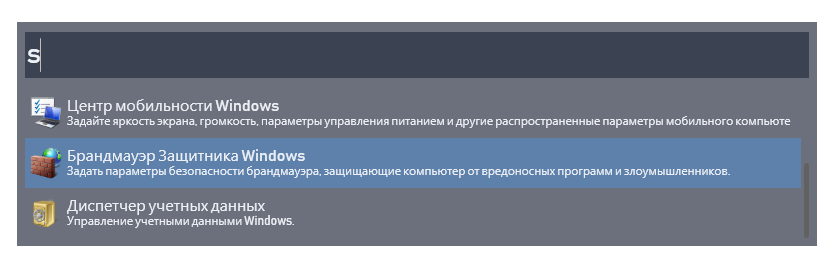 s
Центр мобильности Windows
Задайте яркость экрана, громкость, параметры управления питанием и другие распространенные параметры мобильного компьюте
Брандмауэр Защитника Windows
Задать параметры безопасности брандмауэра, защищающие компьютер от вредоносных программ и злоумышленников.
Диспетчер учетных данных
Управление учетными данными Windows.